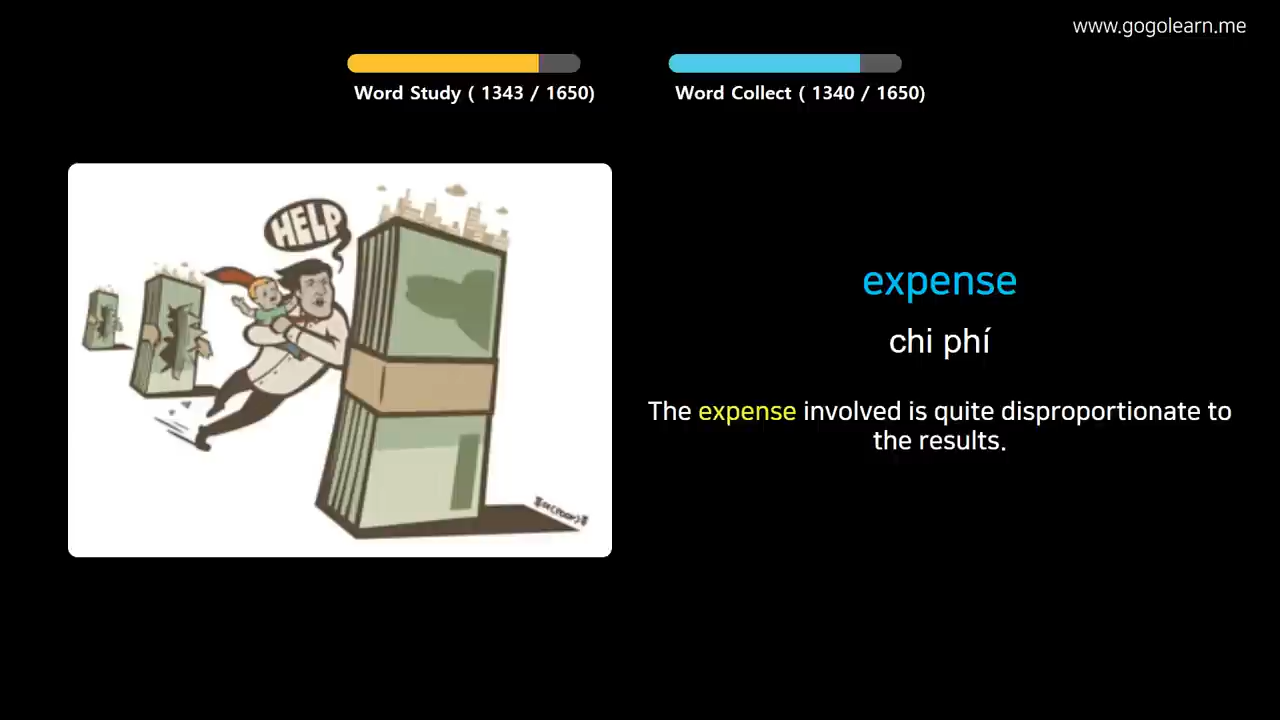 www.gogolearn.me
Word Study ( 1343 / 1650)
Word Collect ( 1340 / 1650)
HELP
expense
chi phí
The expense involved is quite disproportionate to
the results.